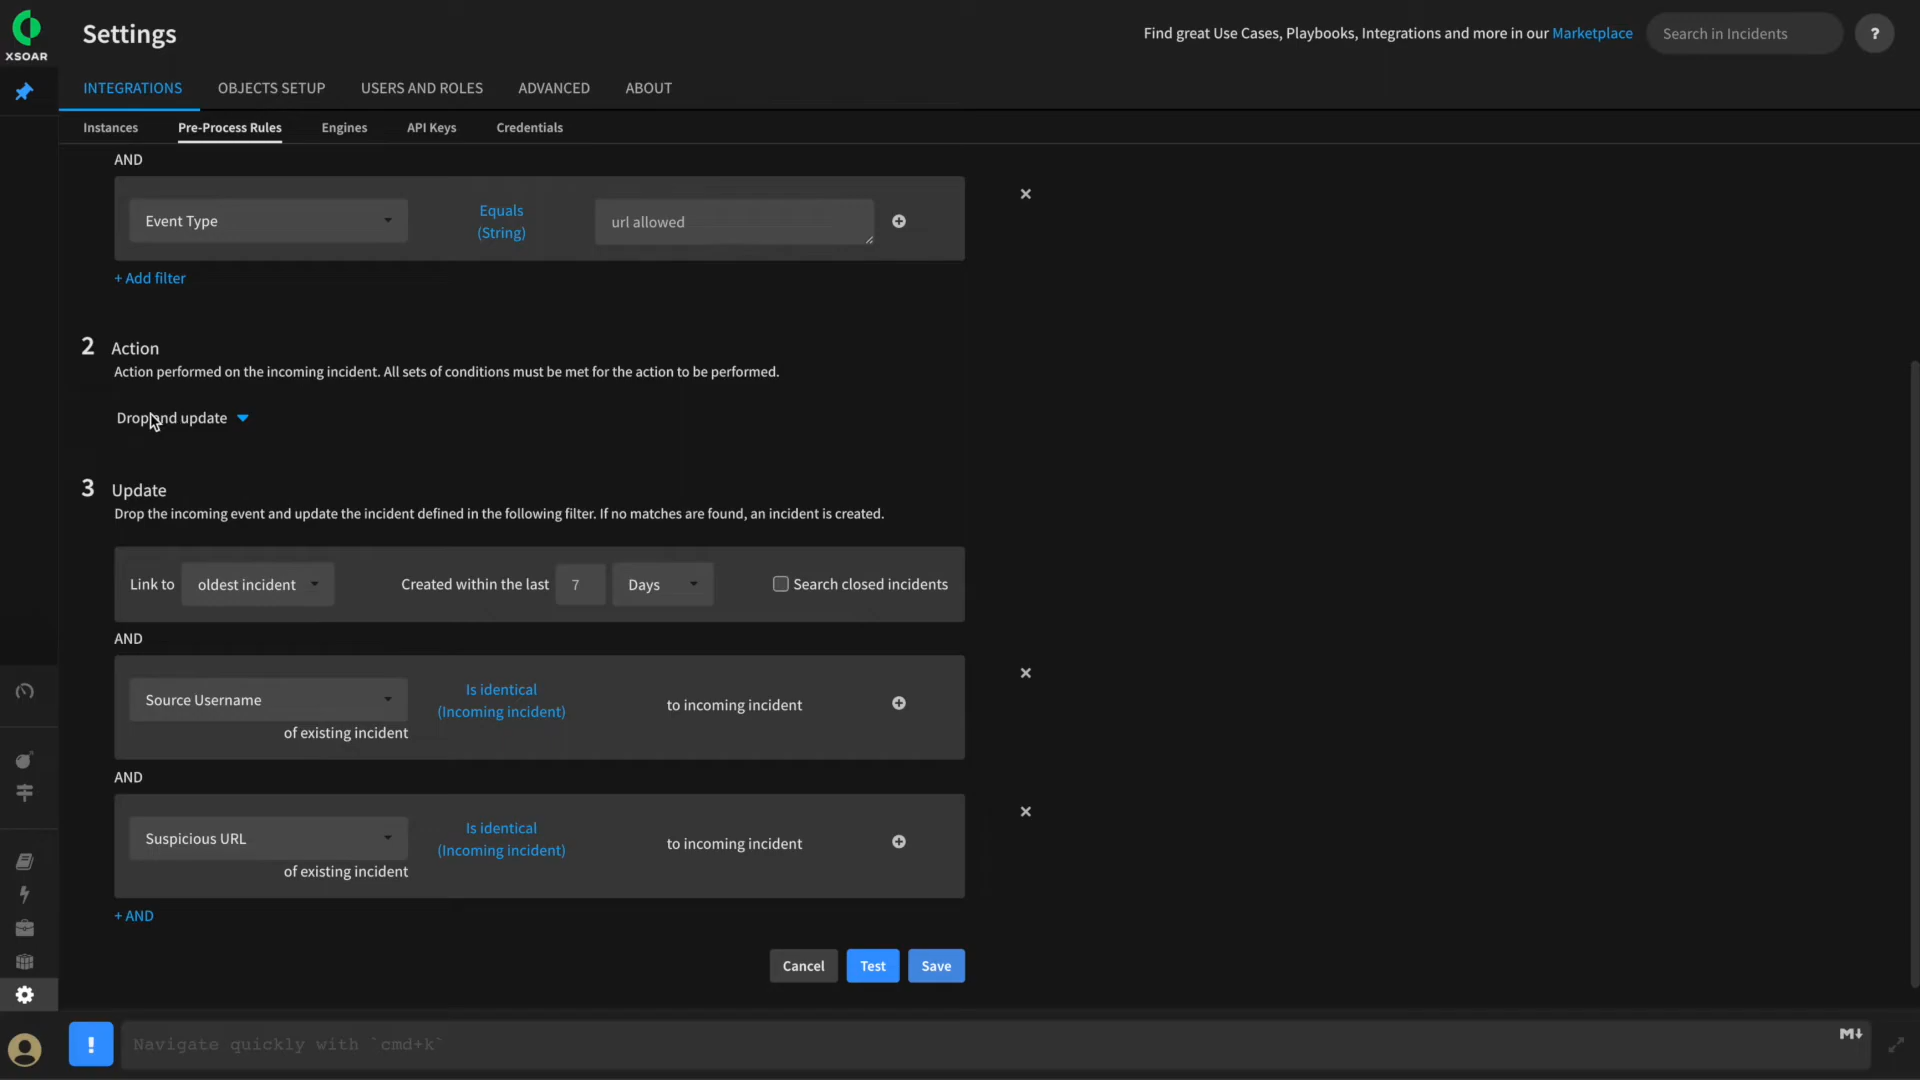 XSOAR
Settings
Find great Use Cases, Playbooks, Integrations and more in our Marketplace
Search in Incidents
?
INTEGRATIONS
OBJECTS SETUP
USERS AND ROLES
ADVANCED
ABOUT
Instances
Pre-Process Rules
Engines
API Keys
Credentials
AND
Event Type
Equals
(String)
url allowed
+ Add filter
2 Action
Action performed on the incoming incident. All sets of conditions must be met for the action to be performed.
Drop and update
3 Update
Drop the incoming event and update the incident defined in the following filter. If no matches are found, an incident is created.
Link to oldest incident Created within the last 7 Days Search closed incidents
AND
Source Username
of existing incident
Is identical
(Incoming incident)
to incoming incident
AND
Suspicious URL
of existing incident
Is identical
(Incoming incident)
to incoming incident
+ AND
Cancel
Test
Save
!
Navigate quickly with `cmd+k`
M↓